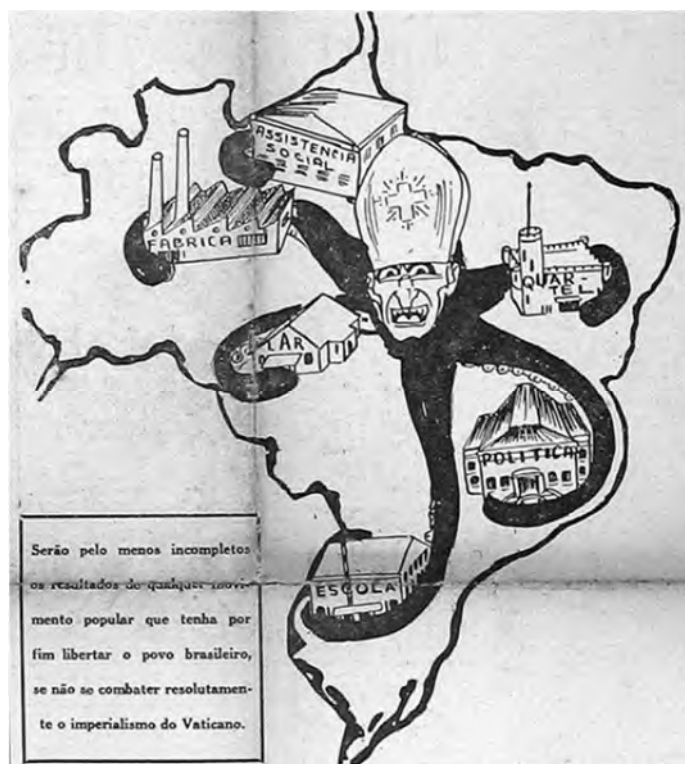 ASSISTENCIA
SOCIAL
FABRICA
QUAR-
TEL
LAR
POLITICA
ESCOLA
Serão pelo menos incompletos
os resultados de qualquer movi-
mento popular que tenha por
fim libertar o povo brasileiro,
se não se combater resolutamen-
te o imperialismo do Vaticano.